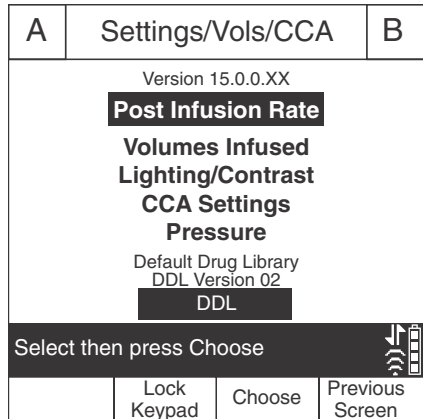 A Settings/Vols/CCA B
Version 15.0.0.XX
Post Infusion Rate
Volumes Infused
Lighting/Contrast
CCA Settings
Pressure
Default Drug Library
DDL Version 02
DDL
Select then press Choose
Lock Keypad
Choose
Previous Screen